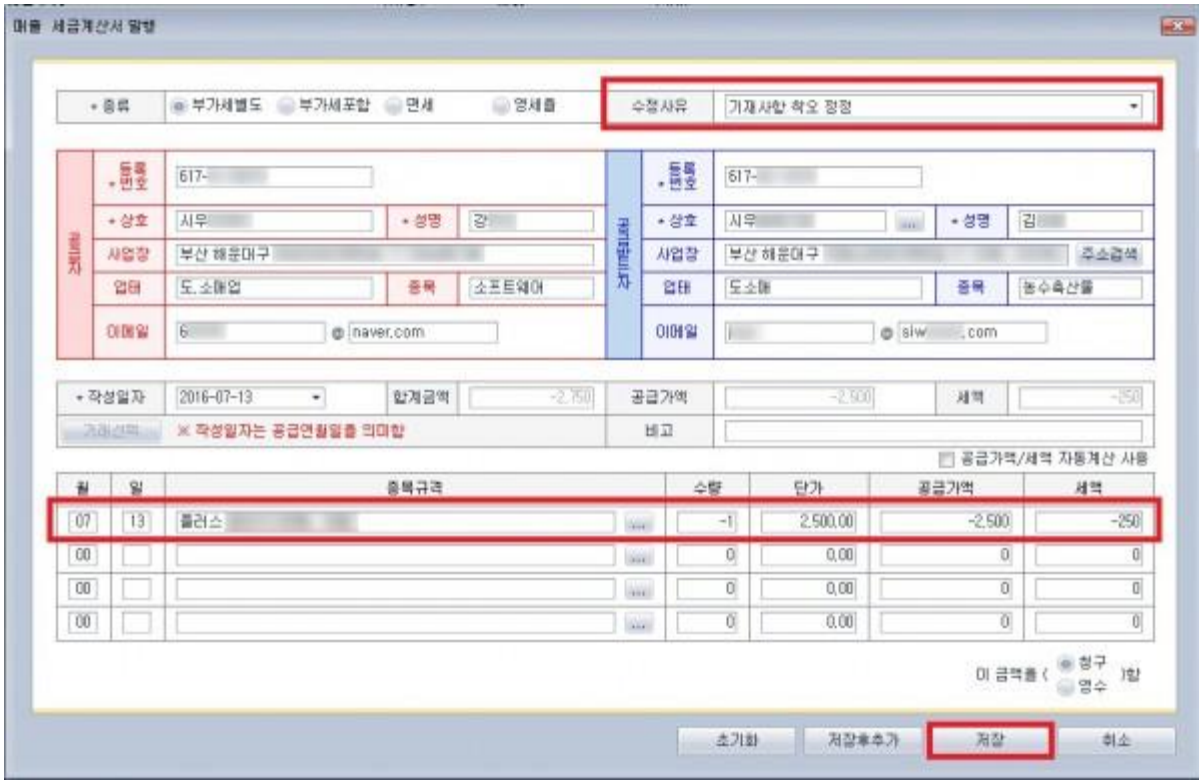 매출 세금계산서 발행
* 종류 부가세별도 부가세포함 면세 영세율 수정사유 기재사항 착오 정정
공급자
* 등록번호 617-
* 상호 시우 * 성명 강
사업장 부산 해운대구
업태 도.소매업 종목 소프트웨어
이메일 6 @ naver.com
공급받는자
* 등록번호 617-
* 상호 시우 ... * 성명 김
사업장 부산 해운대구 주소검색
업태 도소매 종목 농수축산물
이메일 j @ siw .com
* 작성일자 2016-07-13 합계금액 -2,750 공급가액 -2,500 세액 -250
거래선택 ※ 작성일자는 공급연월일을 의미함 비고
공급가액/세액 자동계산 사용
월 일 종목규격 수량 단가 공급가액 세액
07 13 플러스 ... -1 2,500.00 -2,500 -250
00 ... 0 0.00 0 0
00 ... 0 0.00 0 0
00 ... 0 0.00 0 0
이 금액을 ( 청구 영수 )함
초기화 저장후추가 저장 취소